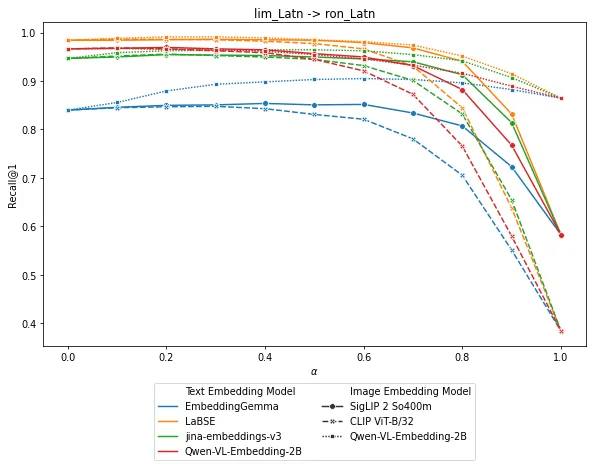 lim_Latn -> ron_Latn
Recall@1
1.0
0.9
0.8
0.7
0.6
0.5
0.4
0.0 0.2 0.4 0.6 0.8 1.0
α
Text Embedding Model Image Embedding Model
EmbeddingGemma SigLIP 2 So400m
LaBSE CLIP ViT-B/32
jina-embeddings-v3 Qwen-VL-Embedding-2B
Qwen-VL-Embedding-2B